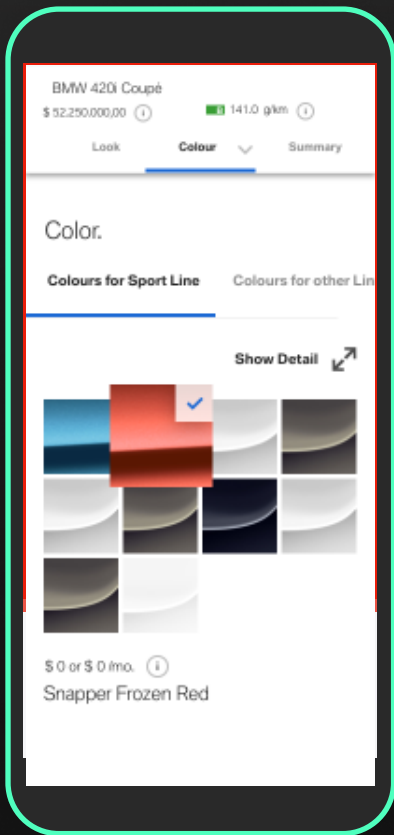 BMW 420i Coupé
$ 52,250.000,00 i 141.0 g/km i
Look Colour Summary
Color.
Colours for Sport Line Colours for other Lin
Show Detail
$ 0 or $ 0 /mo. i
Snapper Frozen Red